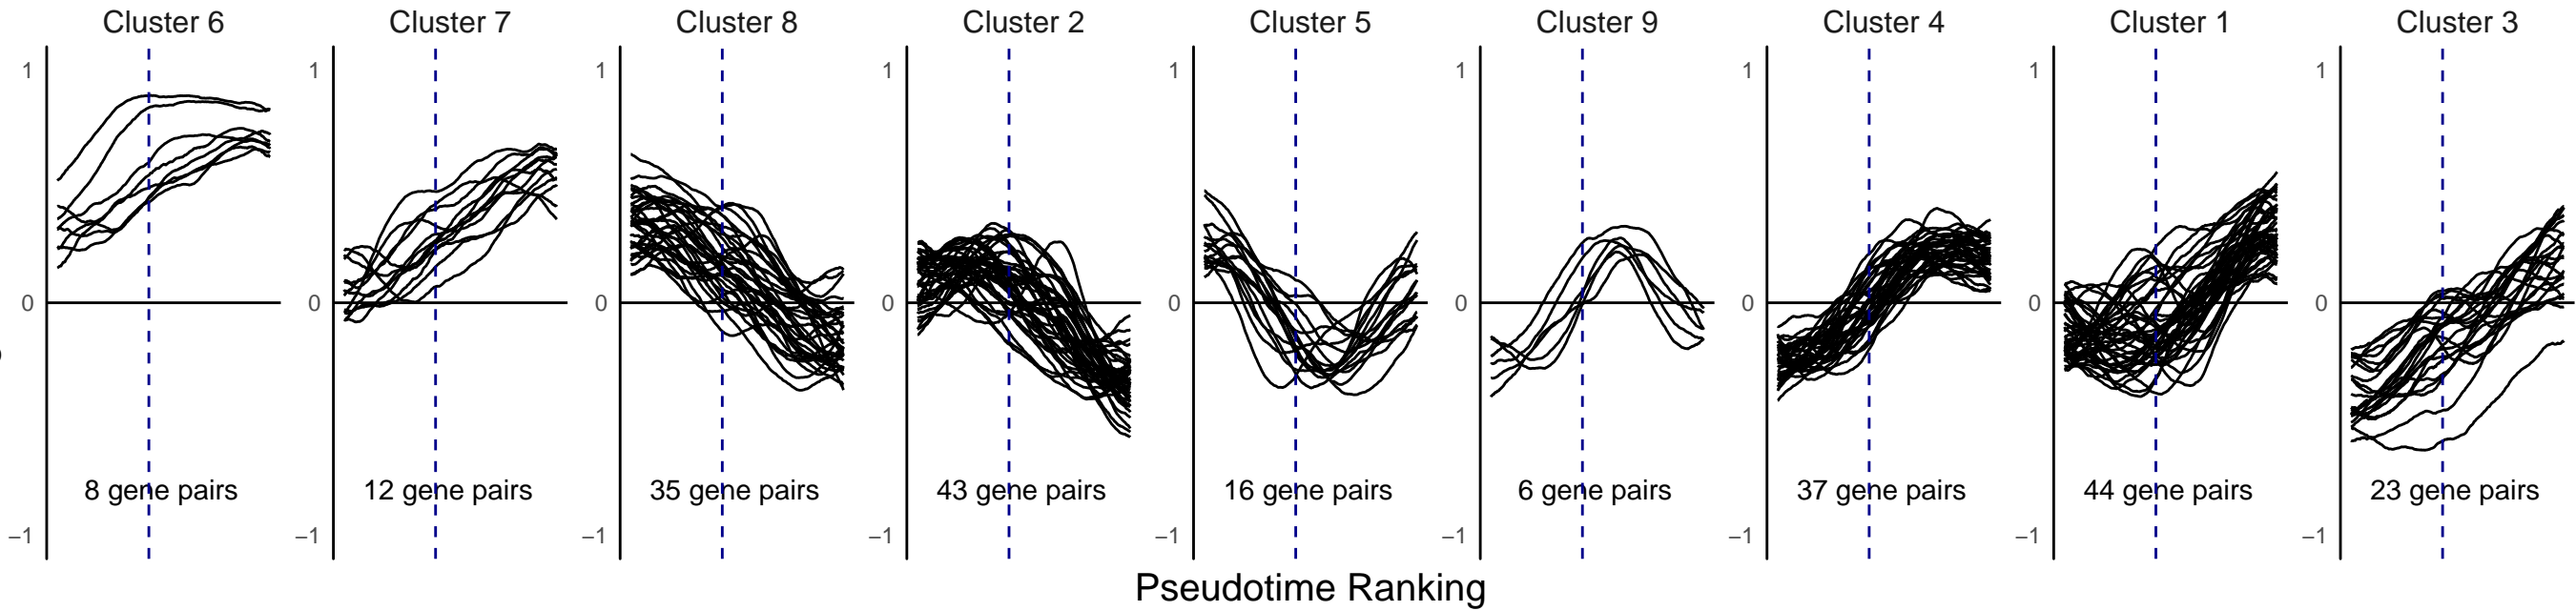 Cluster 6 Cluster 7 Cluster 8 Cluster 2 Cluster 5 Cluster 9 Cluster 4 Cluster 1 Cluster 3
1 1 1 1 1 1 1 1 1
0 0 0 0 0 0 0 0 0
8 gene pairs 12 gene pairs 35 gene pairs 43 gene pairs 16 gene pairs 6 gene pairs 37 gene pairs 44 gene pairs 23 gene pairs
−1 −1 −1 −1 −1 −1 −1 −1 −1
Pseudotime Ranking